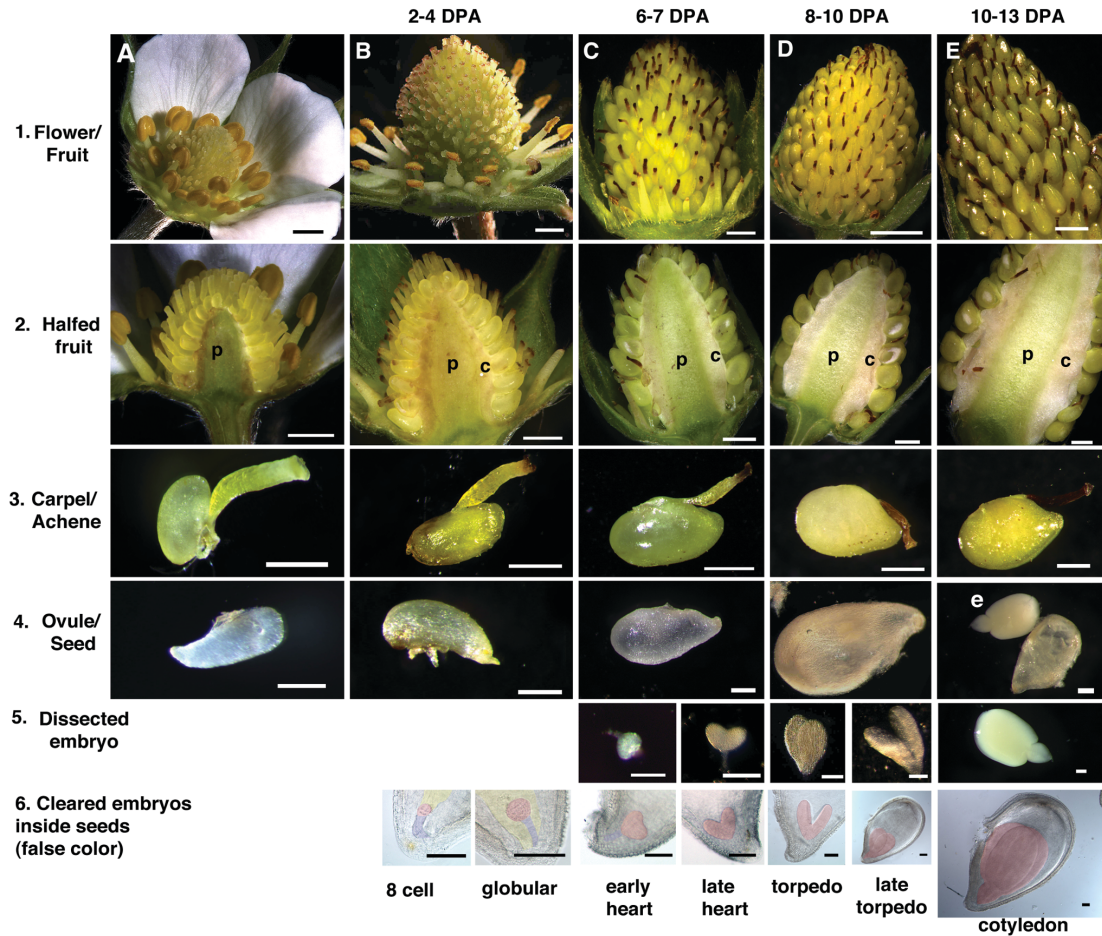 2-4 DPA 6-7 DPA 8-10 DPA 10-13 DPA
A B C D E
1. Flower/
Fruit
2. Halfed
fruit
p p c p c p c p c
3. Carpel/
Achene
4. Ovule/
Seed
e
5. Dissected
embryo
6. Cleared embryos
inside seeds
(false color)
8 cell globular early
heart late
heart torpedo late
torpedo cotyledon